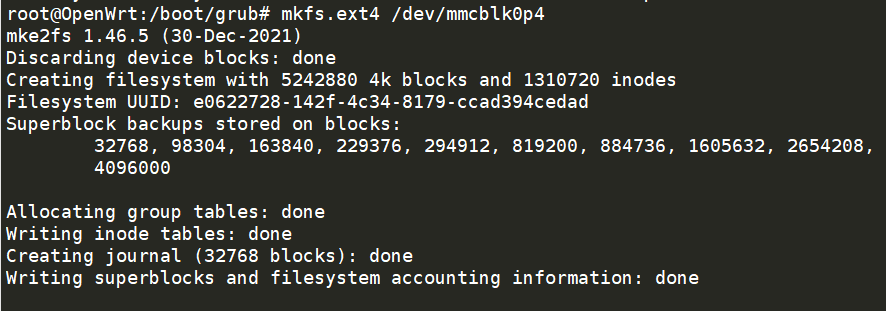 root@OpenWrt:/boot/grub# mkfs.ext4 /dev/mmcblk0p4
mke2fs 1.46.5 (30-Dec-2021)
Discarding device blocks: done
Creating filesystem with 5242880 4k blocks and 1310720 inodes
Filesystem UUID: e0622728-142f-4c34-8179-ccad394cedad
Superblock backups stored on blocks:
32768, 98304, 163840, 229376, 294912, 819200, 884736, 1605632, 2654208,
4096000
Allocating group tables: done
Writing inode tables: done
Creating journal (32768 blocks): done
Writing superblocks and filesystem accounting information: done